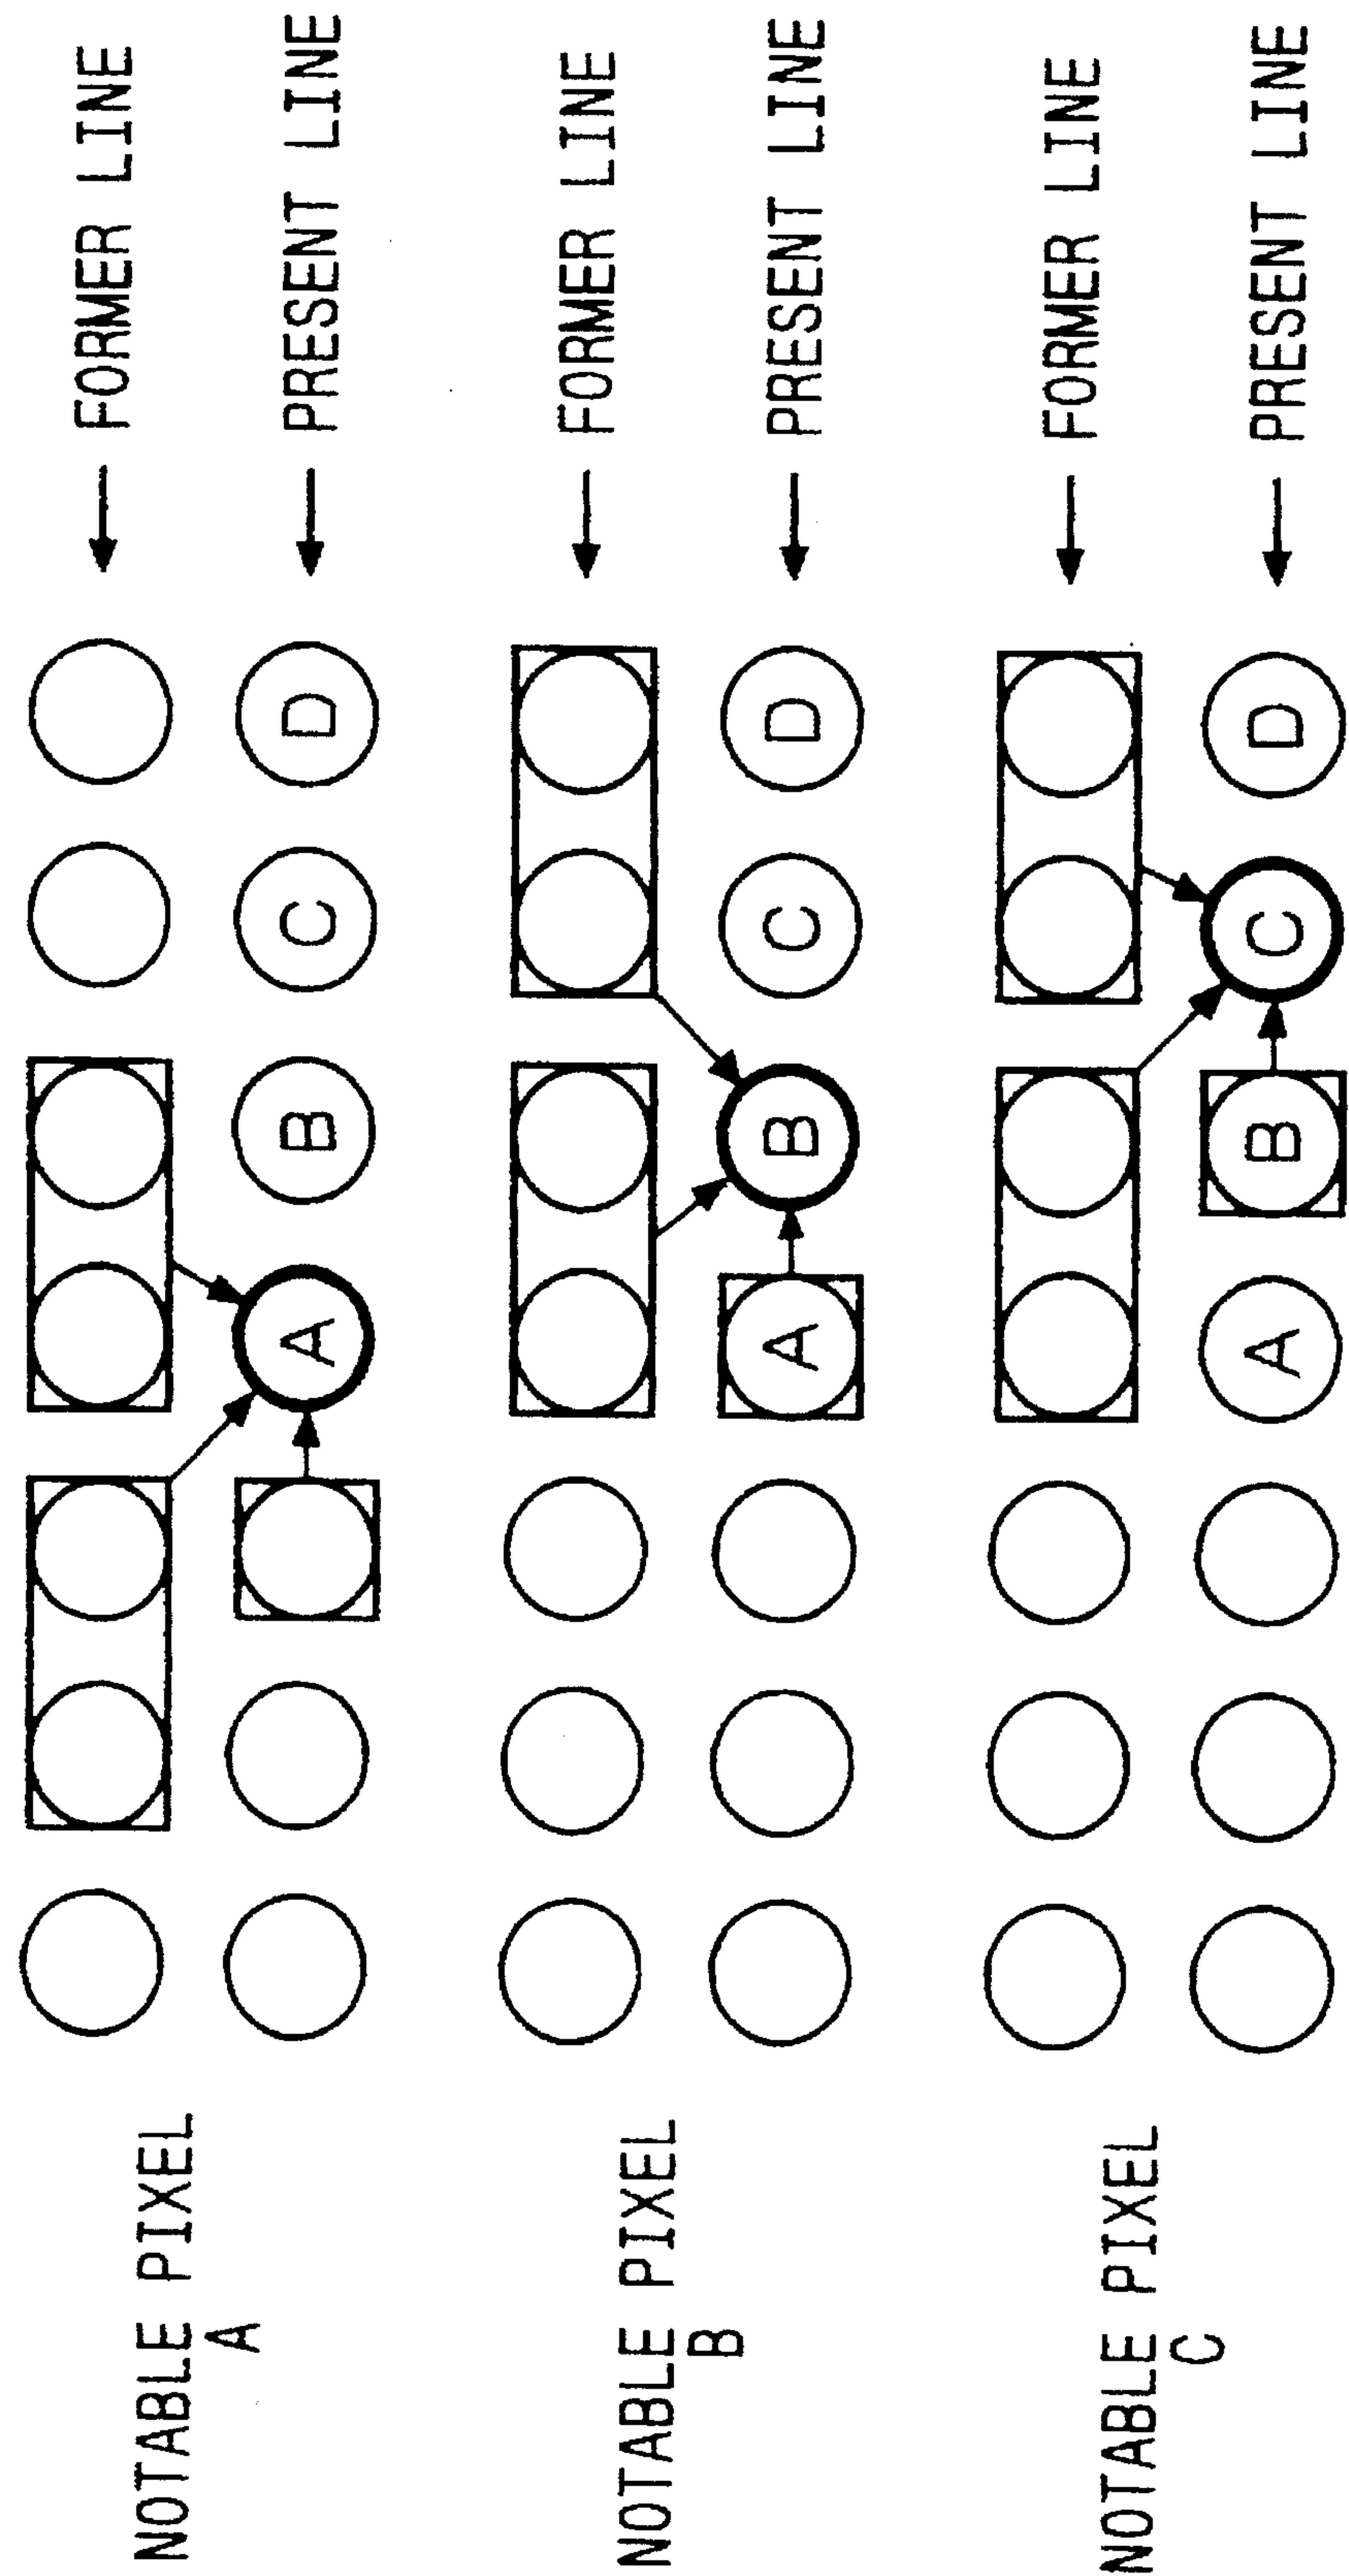 NOTABLE PIXEL
A
A B C D
← FORMER LINE
← PRESENT LINE
NOTABLE PIXEL
B
A B C D
← FORMER LINE
← PRESENT LINE
NOTABLE PIXEL
C
A B C D
← FORMER LINE
← PRESENT LINE